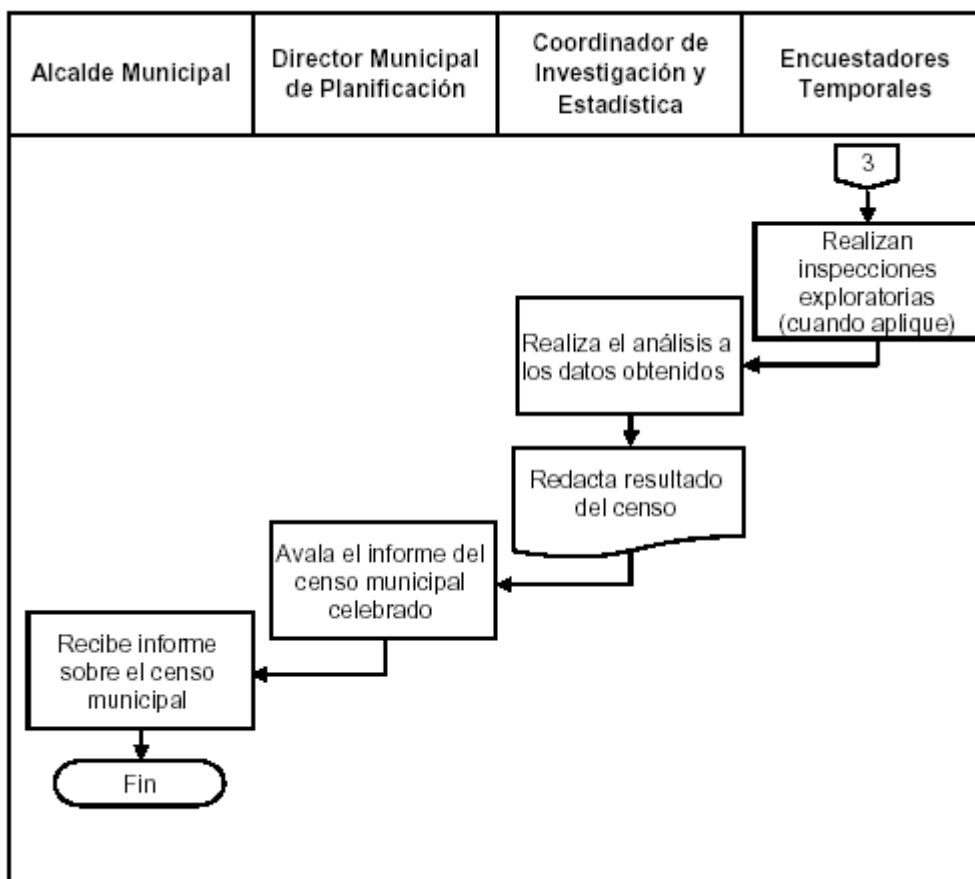 Alcalde Municipal
Director Municipal
de Planificación
Coordinador de
Investigación y
Estadística
Encuestadores
Temporales
3
Realizan
inspecciones
exploratorias
(cuando aplique)
Realiza el análisis a
los datos obtenidos
Redacta resultado
del censo
Avala el informe del
censo municipal
celebrado
Recibe informe
sobre el censo
municipal
Fin